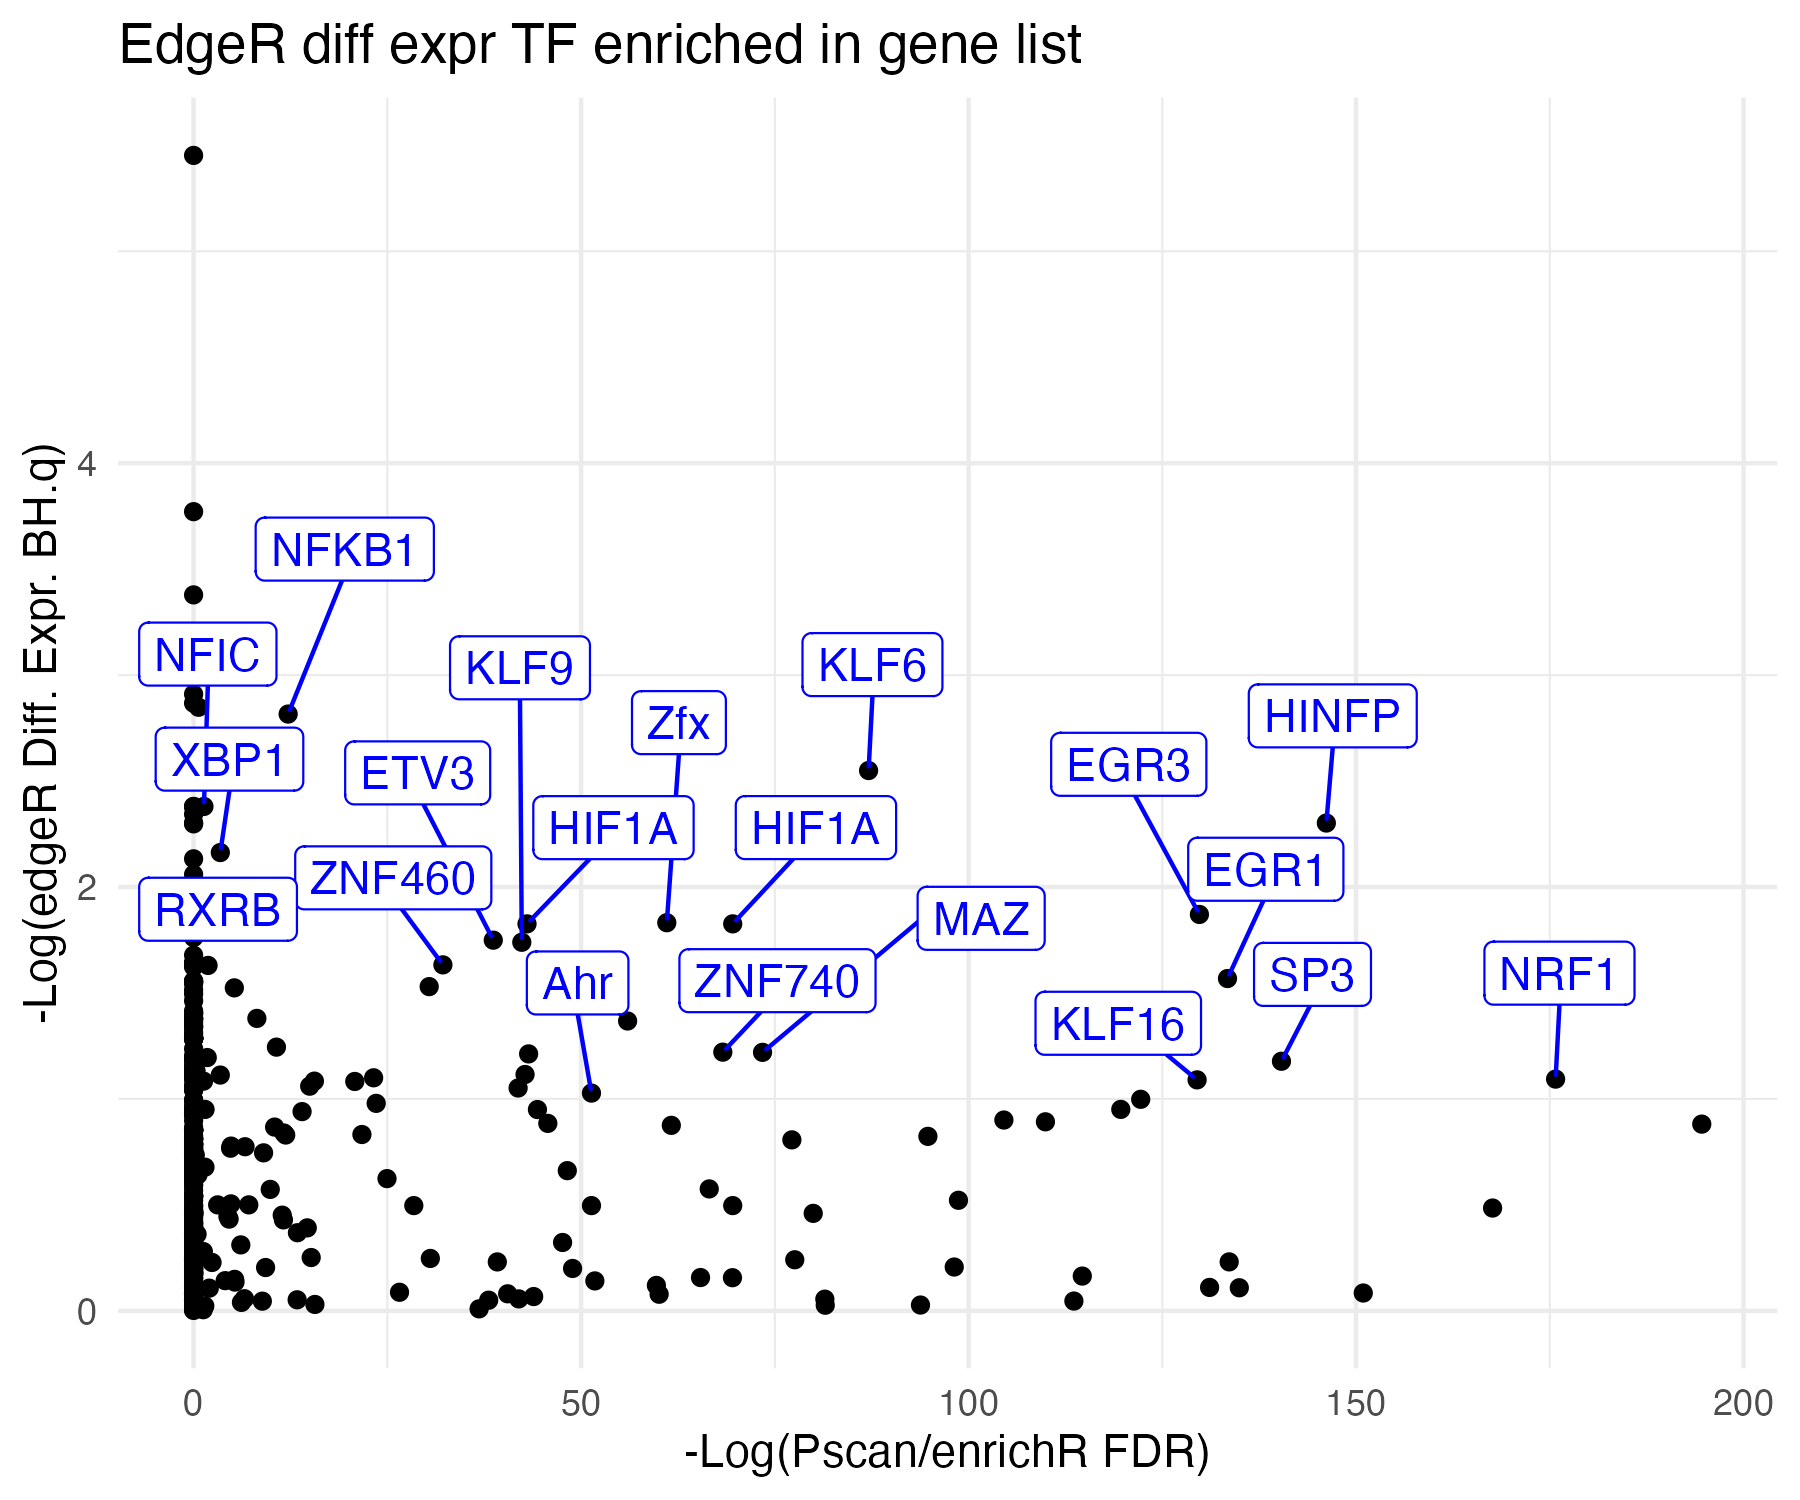 EdgeR diff expr TF enriched in gene list
-Log(edgeR Diff. Expr. BH.q)
4
2
0
NFKB1
NFIC
KLF9
KLF6
Zfx
HINFP
XBP1
ETV3
EGR3
HIF1A
HIF1A
ZNF460
EGR1
RXRB
MAZ
Ahr
ZNF740
SP3
NRF1
KLF16
0
50
100
150
200
-Log(Pscan/enrichR FDR)